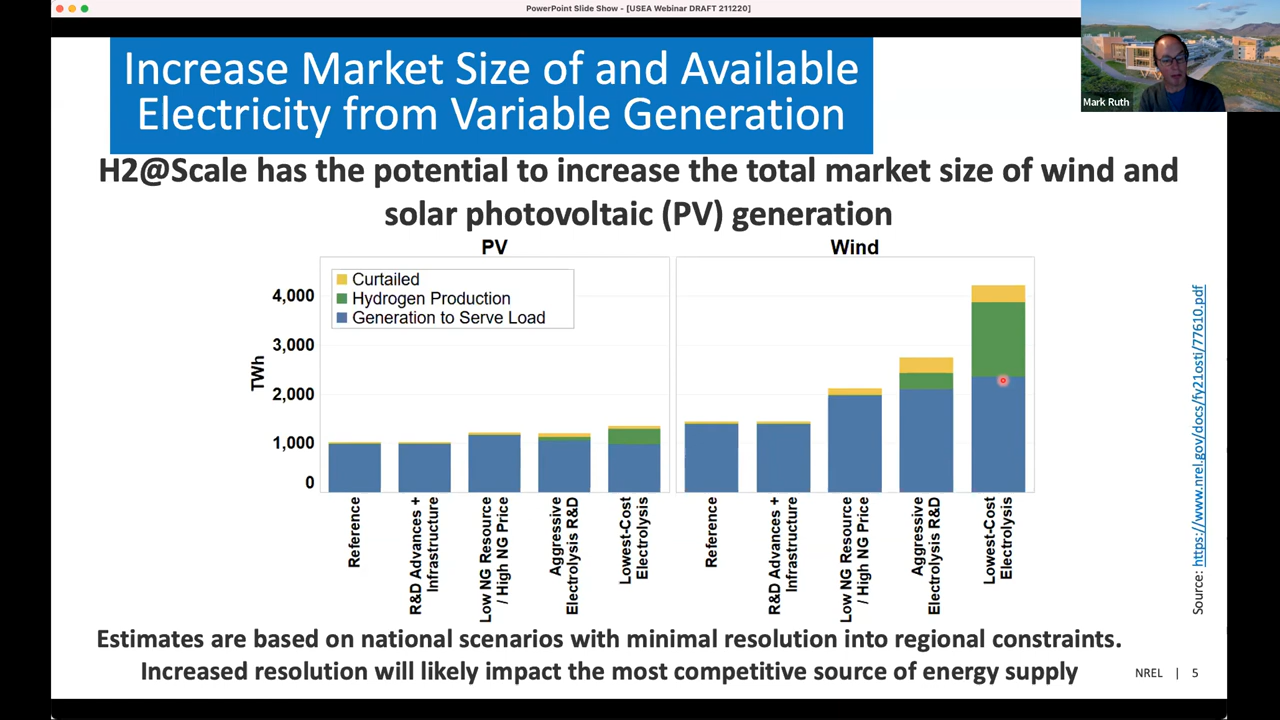 PowerPoint Slide Show - [USEA Webinar DRAFT 211220]
Mark Ruth
Increase Market Size of and Available
Electricity from Variable Generation
H2@Scale has the potential to increase the total market size of wind and
solar photovoltaic (PV) generation
PV
Wind
Curtailed
Hydrogen Production
Generation to Serve Load
TWh
4,000
3,000
2,000
1,000
0
Reference
R&D Advances +
Infrastructure
Low NG Resource
/ High NG Price
Aggressive
Electrolysis R&D
Lowest-Cost
Electrolysis
Reference
R&D Advances +
Infrastructure
Low NG Resource
/ High NG Price
Aggressive
Electrolysis R&D
Lowest-Cost
Electrolysis
Source: https://www.nrel.gov/docs/fy21osti/77610.pdf
Estimates are based on national scenarios with minimal resolution into regional constraints.
Increased resolution will likely impact the most competitive source of energy supply
NREL | 5